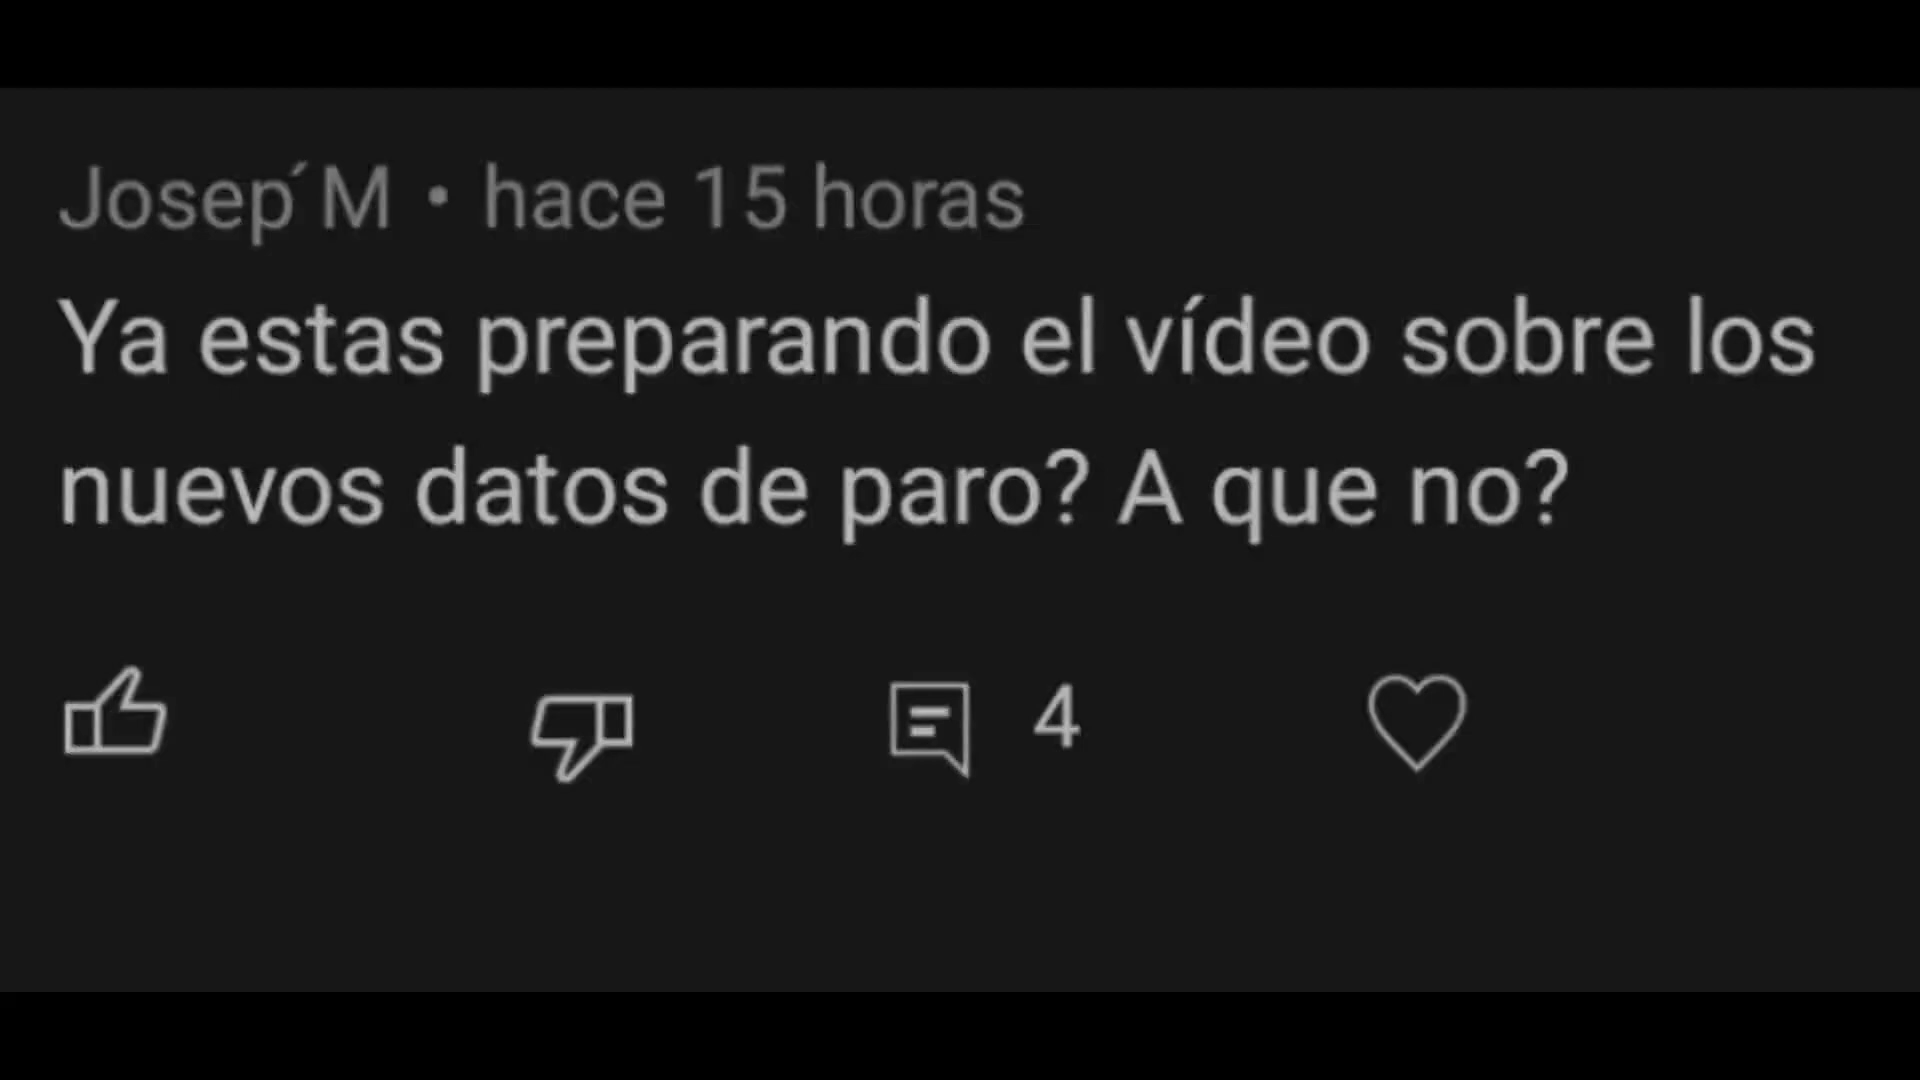 Josep´M • hace 15 horas
Ya estas preparando el vídeo sobre los
nuevos datos de paro? A que no?
4